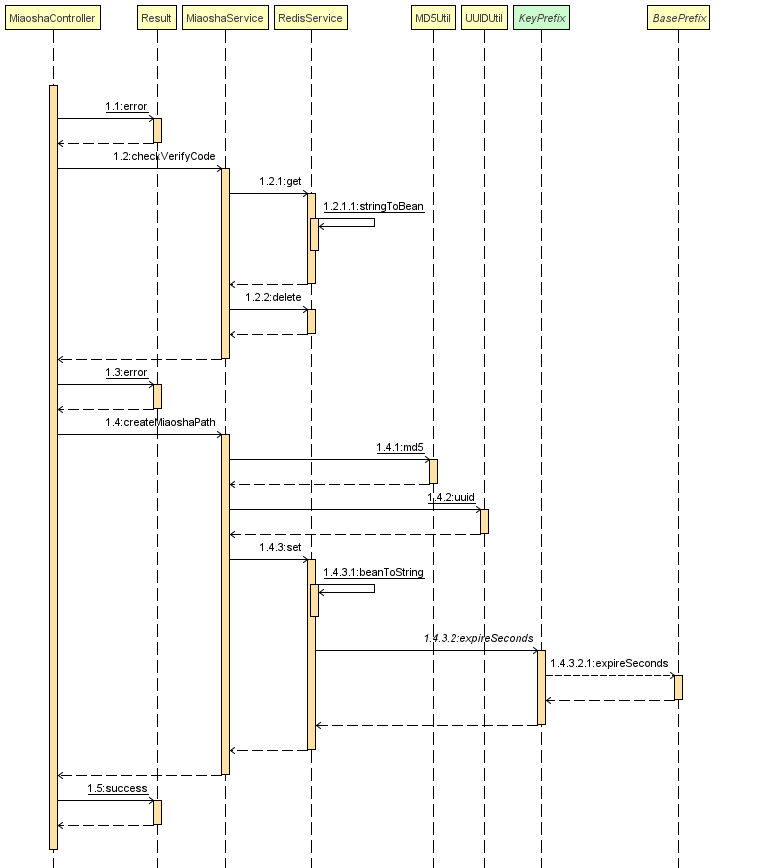 MiaoshaController
Result
MiaoshaService
RedisService
MD5Util
UUIDUtil
KeyPrefix
BasePrefix
1.1:error
1.2:checkVerifyCode
1.2.1:get
1.2.1.1:stringToBean
1.2.2:delete
1.3:error
1.4:createMiaoshaPath
1.4.1:md5
1.4.2:uuid
1.4.3:set
1.4.3.1:beanToString
1.4.3.2:expireSeconds
1.4.3.2.1:expireSeconds
1.5:success